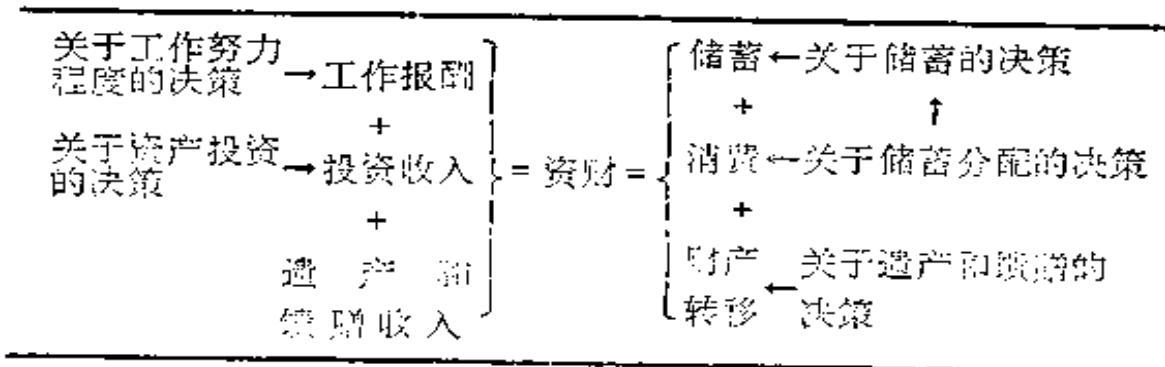 关于工作努力
程度的决策
→工作报酬
+
关于资产投资
的决策
→投资收入
+
遗产和
馈赠收入
=资财=
储蓄←关于储蓄的决策
+
↑
消费←关于储蓄分配的决策
+
财产
转移
←
关于遗产和馈赠的
决策